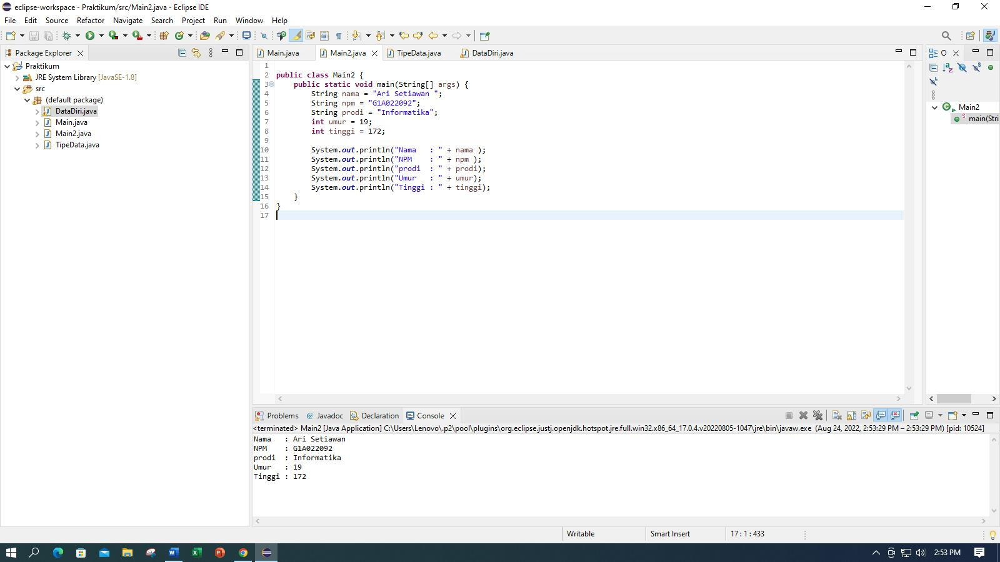 eclipse-workspace - Praktikum/src/Main2.java - Eclipse IDE
File Edit Source Refactor Navigate Search Project Run Window Help
Package Explorer
Main.java Main2.java TipeData.java DataDiri.java
O
Praktikum
JRE System Library [JavaSE-1.8]
src
(default package)
DataDiri.java
Main.java
Main2.java
TipeData.java
1
2 public class Main2 {
3 public static void main(String[] args) {
4 String nama = "Ari Setiawan ";
5 String npm = "G1A022092";
6 String prodi = "Informatika";
7 int umur = 19;
8 int tinggi = 172;
9
10 System.out.println("Nama   : " + nama );
11 System.out.println("NPM    : " + npm );
12 System.out.println("prodi  : " + prodi);
13 System.out.println("Umur   : " + umur);
14 System.out.println("Tinggi : " + tinggi);
15 }
16 }
17
Main2
main(Stri
Problems @ Javadoc Declaration Console
<terminated> Main2 [Java Application] C:\Users\Lenovo\.p2\pool\plugins\org.eclipse.justj.openjdk.hotspot.jre.full.win32.x86_64_17.0.4.v20220805-1047\jre\bin\javaw.exe (Aug 24, 2022, 2:53:29 PM – 2:53:29 PM) [pid: 10524]
Nama   : Ari Setiawan
NPM    : G1A022092
prodi  : Informatika
Umur   : 19
Tinggi : 172
Writable Smart Insert 17 : 1 : 433
2:53 PM